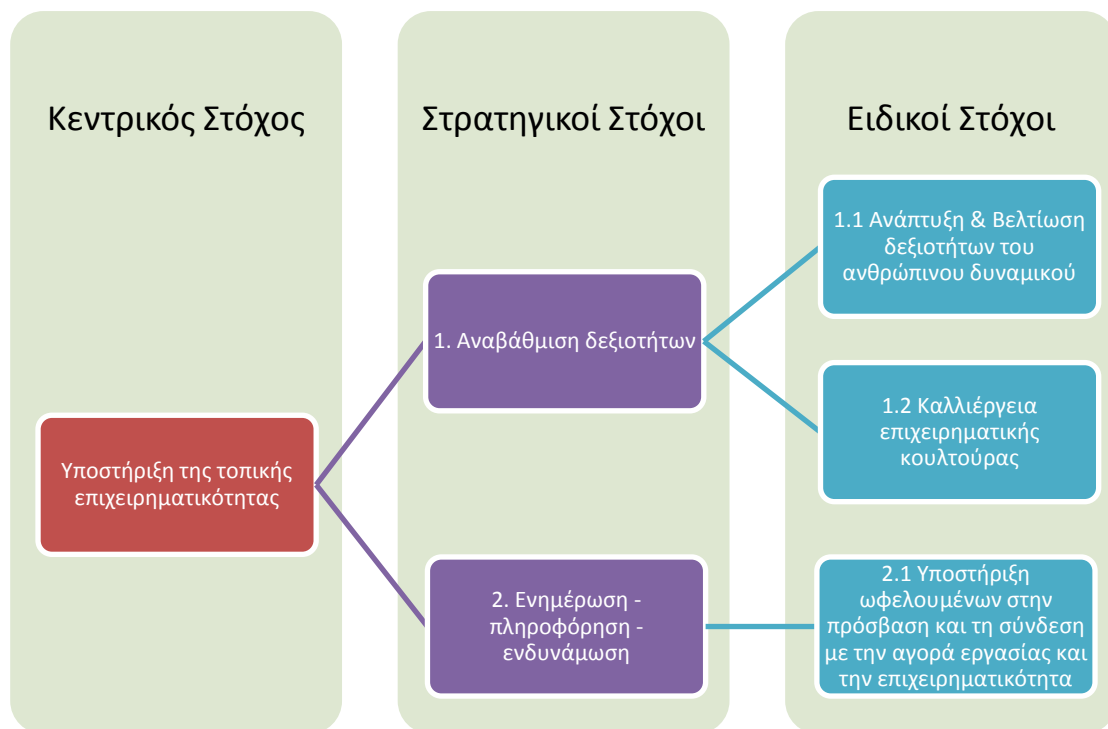 Κεντρικός Στόχος
Υποστήριξη της τοπικής
επιχειρηματικότητας
Στρατηγικοί Στόχοι
1. Αναβάθμιση δεξιοτήτων
2. Ενημέρωση -
πληροφόρηση -
ενδυνάμωση
Ειδικοί Στόχοι
1.1 Ανάπτυξη & Βελτίωση
δεξιοτήτων του
ανθρώπινου δυναμικού
1.2 Καλλιέργεια
επιχειρηματικής
κουλτούρας
2.1 Υποστήριξη
ωφελουμένων στην
πρόσβαση και τη σύνδεση
με την αγορά εργασίας και
την επιχειρηματικότητα